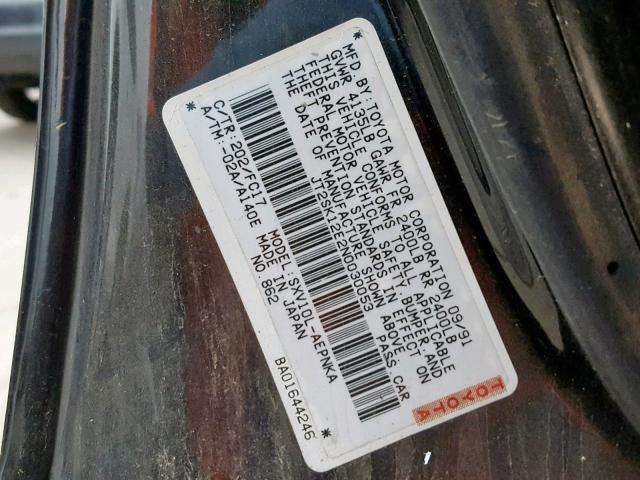 MFD. BY: TOYOTA MOTOR CORPORATION 09/91
GVWR 4135LB GAWR FR 2400LB RR 2400LB
THIS VEHICLE CONFORMS TO ALL APPLICABLE
FEDERAL MOTOR VEHICLE SAFETY, BUMPER AND
THEFT PREVENTION STANDARDS IN EFFECT ON
THE DATE OF MANUFACTURE SHOWN ABOVE.
JT2SK12E2N0030053 PASS.CAR
C/TR: 202/FC17 MODEL: SXV10L-AEPNKA
A/TM: -02A/A140E MADE IN JAPAN
NO. 862 BA01644246
TOYOTA